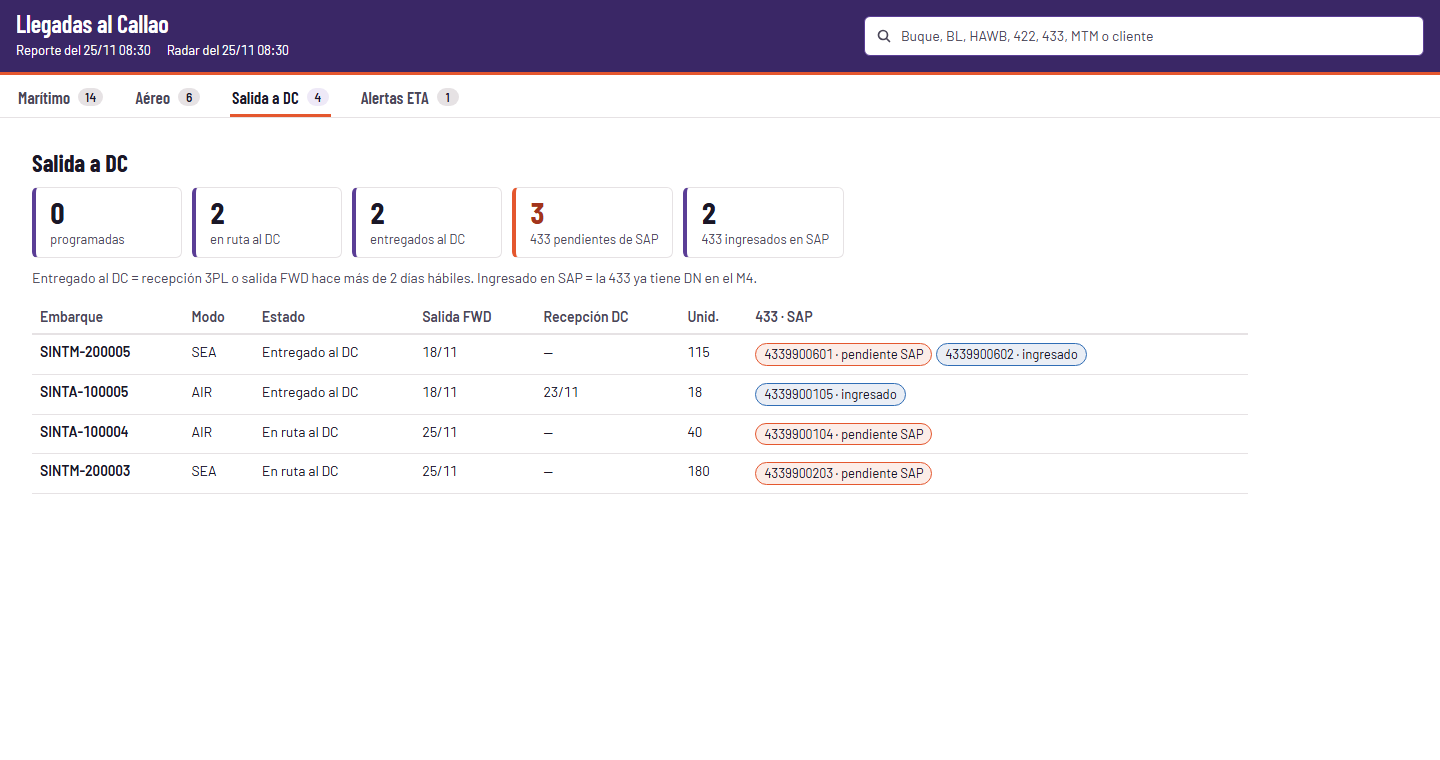 Llegadas al Callao
Reporte del 25/11 08:30 Radar del 25/11 08:30
Buque, BL, HAWB, 422, 433, MTM o cliente
Marítimo 14 Aéreo 6 Salida a DC 4 Alertas ETA 1
Salida a DC
0 2 2 3 2
programadas en ruta al DC entregados al DC 433 pendientes de SAP 433 ingresados en SAP
Entregado al DC = recepción 3PL o salida FWD hace más de 2 días hábiles. Ingresado en SAP = la 433 ya tiene DN en el M4.
Embarque Modo Estado Salida FWD Recepción DC Unid. 433 · SAP
SINTM-200005 SEA Entregado al DC 18/11 — 115 4339900601 · pendiente SAP 4339900602 · ingresado
SINTA-100005 AIR Entregado al DC 18/11 23/11 18 4339900105 · ingresado
SINTA-100004 AIR En ruta al DC 25/11 — 40 4339900104 · pendiente SAP
SINTM-200003 SEA En ruta al DC 25/11 — 180 4339900203 · pendiente SAP